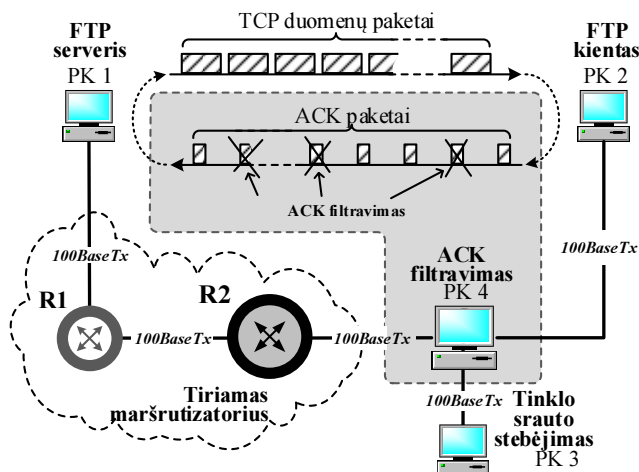 FTP
serveris
PK 1
TCP duomenų paketai
FTP
kientas
PK 2
ACK paketai
ACK filtravimas
100BaseTx
100BaseTx
ACK
filtravimas
PK 4
R1
R2
100BaseTx
100BaseTx
Tiriamas
maršrutizatorius
100BaseTx
Tinklo
srauto
stebėjimas
PK 3